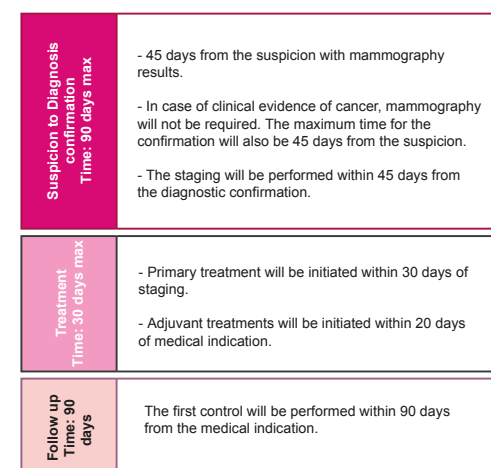 Suspicion to Diagnosis
confirmation
Time: 90 days max
- 45 days from the suspicion with mammography
results.
- In case of clinical evidence of cancer, mammography
will not be required. The maximum time for the
confirmation will also be 45 days from the suspicion.
- The staging will be performed within 45 days from
the diagnostic confirmation.
Treatment
Time: 30 days max
- Primary treatment will be initiated within 30 days of
staging.
- Adjuvant treatments will be initiated within 20 days
of medical indication.
Follow up
Time: 90
days
The first control will be performed within 90 days
from the medical indication.